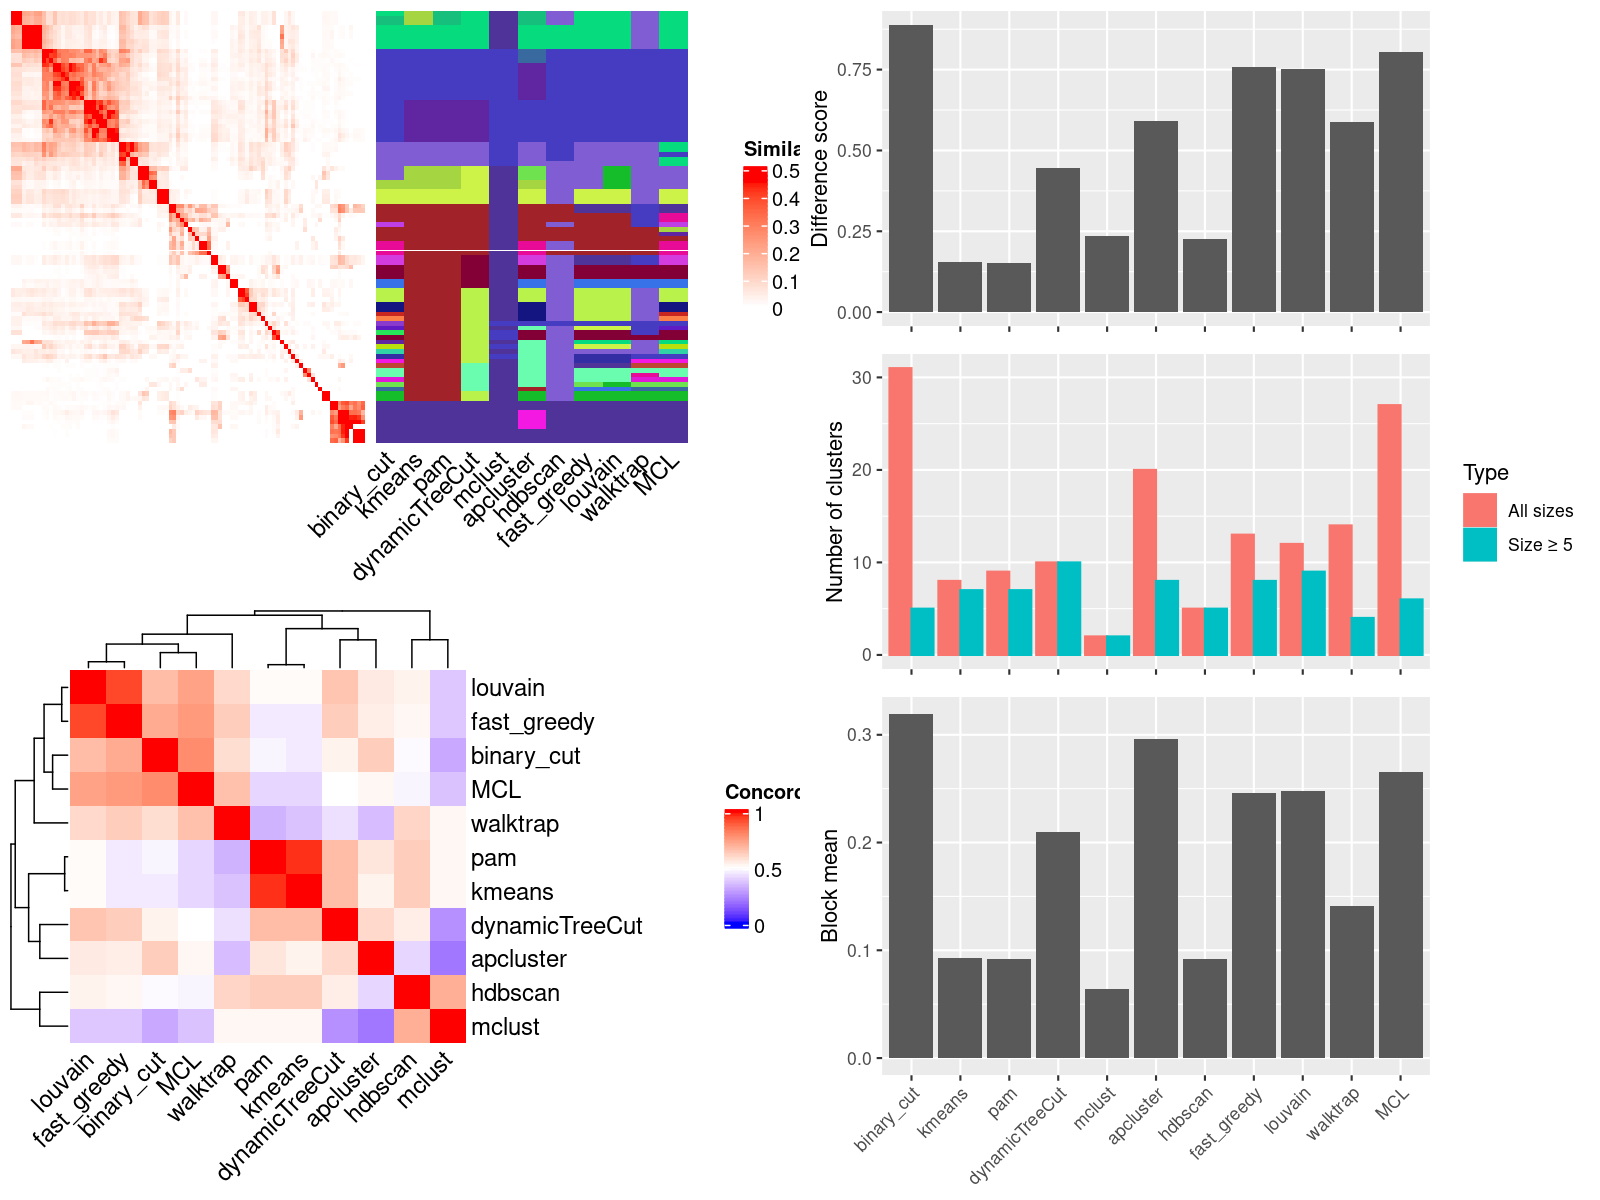 Simila
0.5
0.4
0.3
0.2
0.1
0
binary_cut
kmeans
pam
dynamicTreeCut
mclust
apcluster
hdbscan
fast_greedy
louvain
walktrap
MCL
louvain
fast_greedy
binary_cut
MCL
walktrap
pam
kmeans
dynamicTreeCut
apcluster
hdbscan
mclust
louvain
fast_greedy
binary_cut
MCL
walktrap
pam
kmeans
dynamicTreeCut
apcluster
hdbscan
mclust
Concord
1
0.5
0
Difference score
0.75
0.50
0.25
0.00
Number of clusters
30
20
10
0
Type
All sizes
Size ≥ 5
Block mean
0.3
0.2
0.1
0.0
binary_cut
kmeans
pam
dynamicTreeCut
mclust
apcluster
hdbscan
fast_greedy
louvain
walktrap
MCL